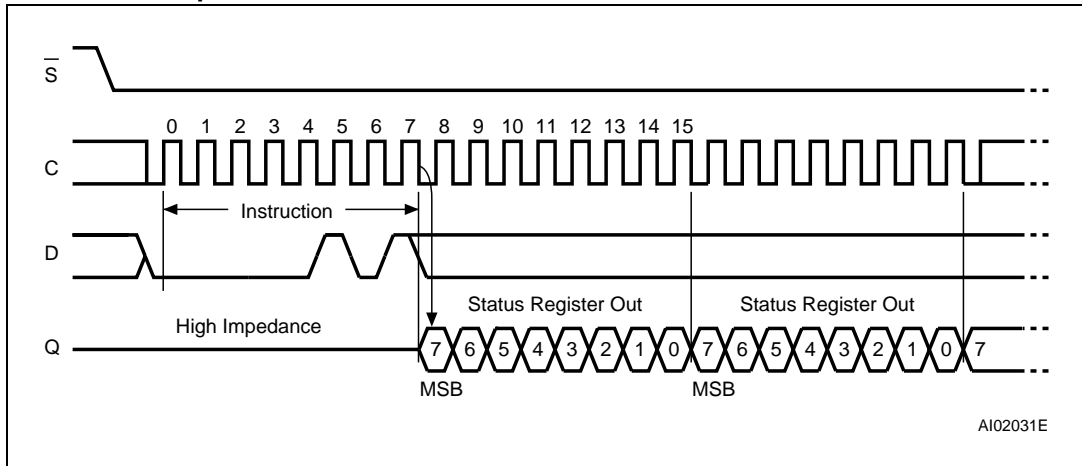 S
0 1 2 3 4 5 6 7 8 9 10 11 12 13 14 15
C
Instruction
D
Status Register Out Status Register Out
High Impedance
Q
7 6 5 4 3 2 1 0 7 6 5 4 3 2 1 0 7
MSB MSB
AI02031E